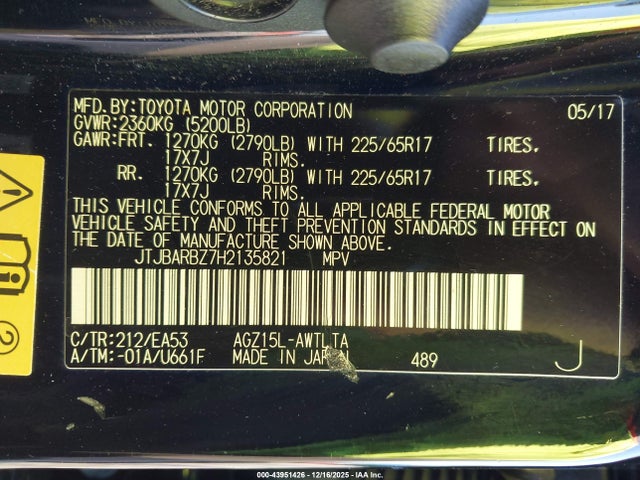 MFD.BY:TOYOTA MOTOR CORPORATION 05/17
GVWR:2360KG (5200LB)
GAWR:FRT. 1270KG (2790LB) WITH 225/65R17 TIRES.
17X7J RIMS.
RR. 1270KG (2790LB) WITH 225/65R17 TIRES.
17X7J RIMS.
THIS VEHICLE CONFORMS TO ALL APPLICABLE FEDERAL MOTOR
VEHICLE SAFETY AND THEFT PREVENTION STANDARDS IN EFFECT ON
THE DATE OF MANUFACTURE SHOWN ABOVE.
JTJBARBZ7H2135821 MPV
C/TR:212/EA53 AGZ15L-AWTLTA
A/TM:-01A/U661F MADE IN JAPAN 489 J
2
000-43951426 - 12/16/2025 - IAA Inc.